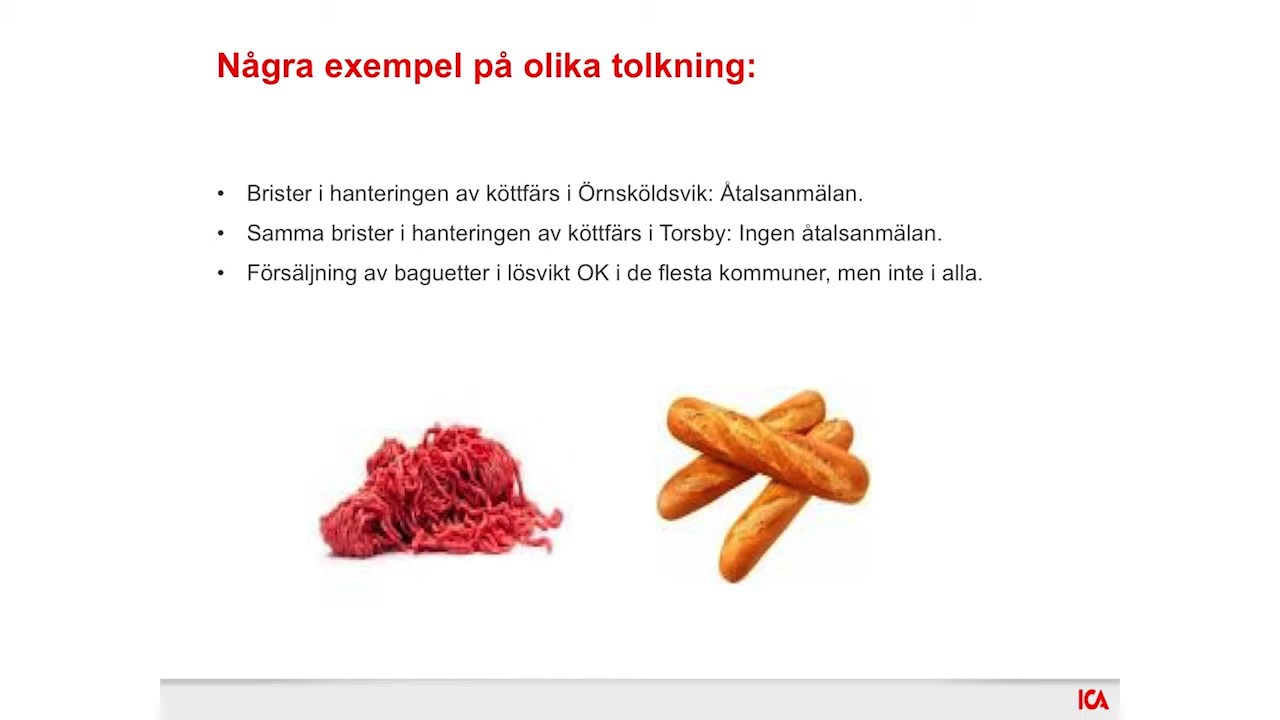 Några exempel på olika tolkning:
• Brister i hanteringen av köttfärs i Örnsköldsvik: Åtalsanmälan.
• Samma brister i hanteringen av köttfärs i Torsby: Ingen åtalsanmälan.
• Försäljning av baguetter i lösvikt OK i de flesta kommuner, men inte i alla.
ICA